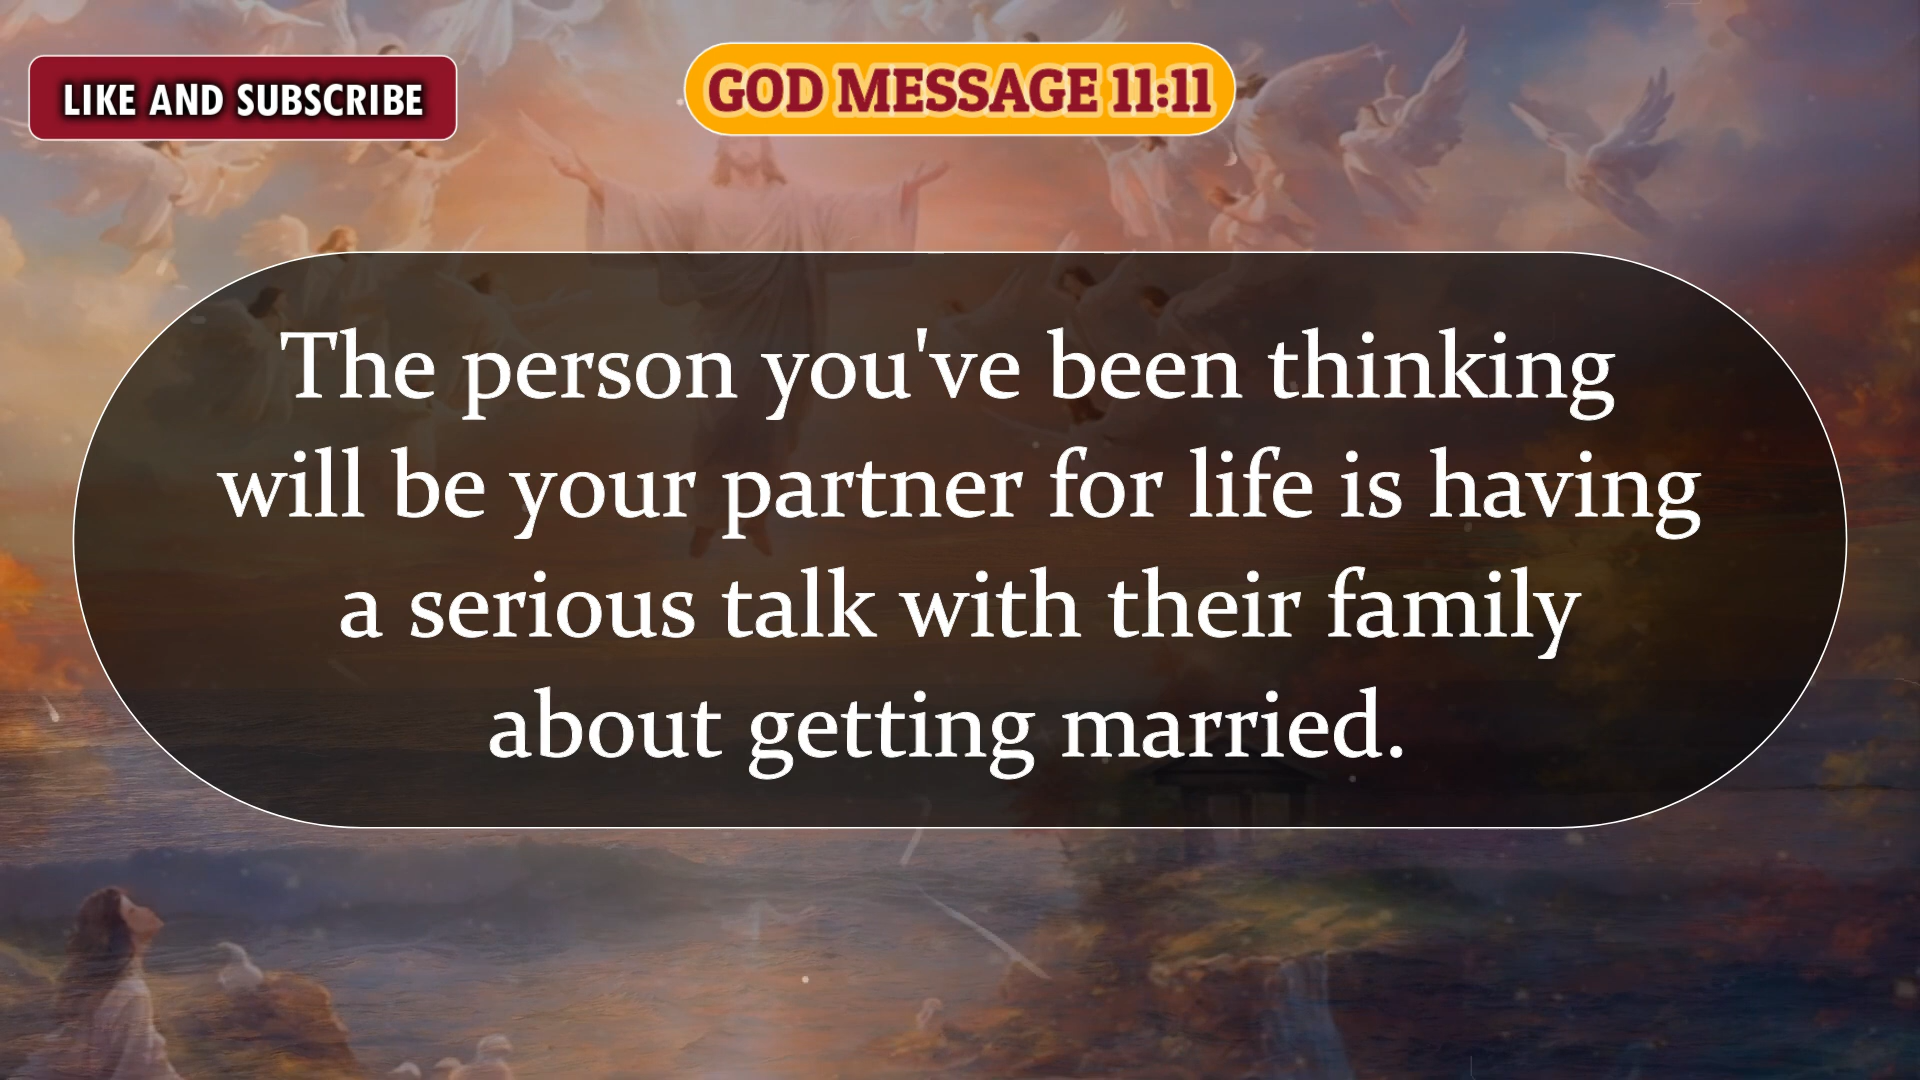 LIKE AND SUBSCRIBE
GOD MESSAGE 11:11
The person you've been thinking
will be your partner for life is having
a serious talk with their family
about getting married.